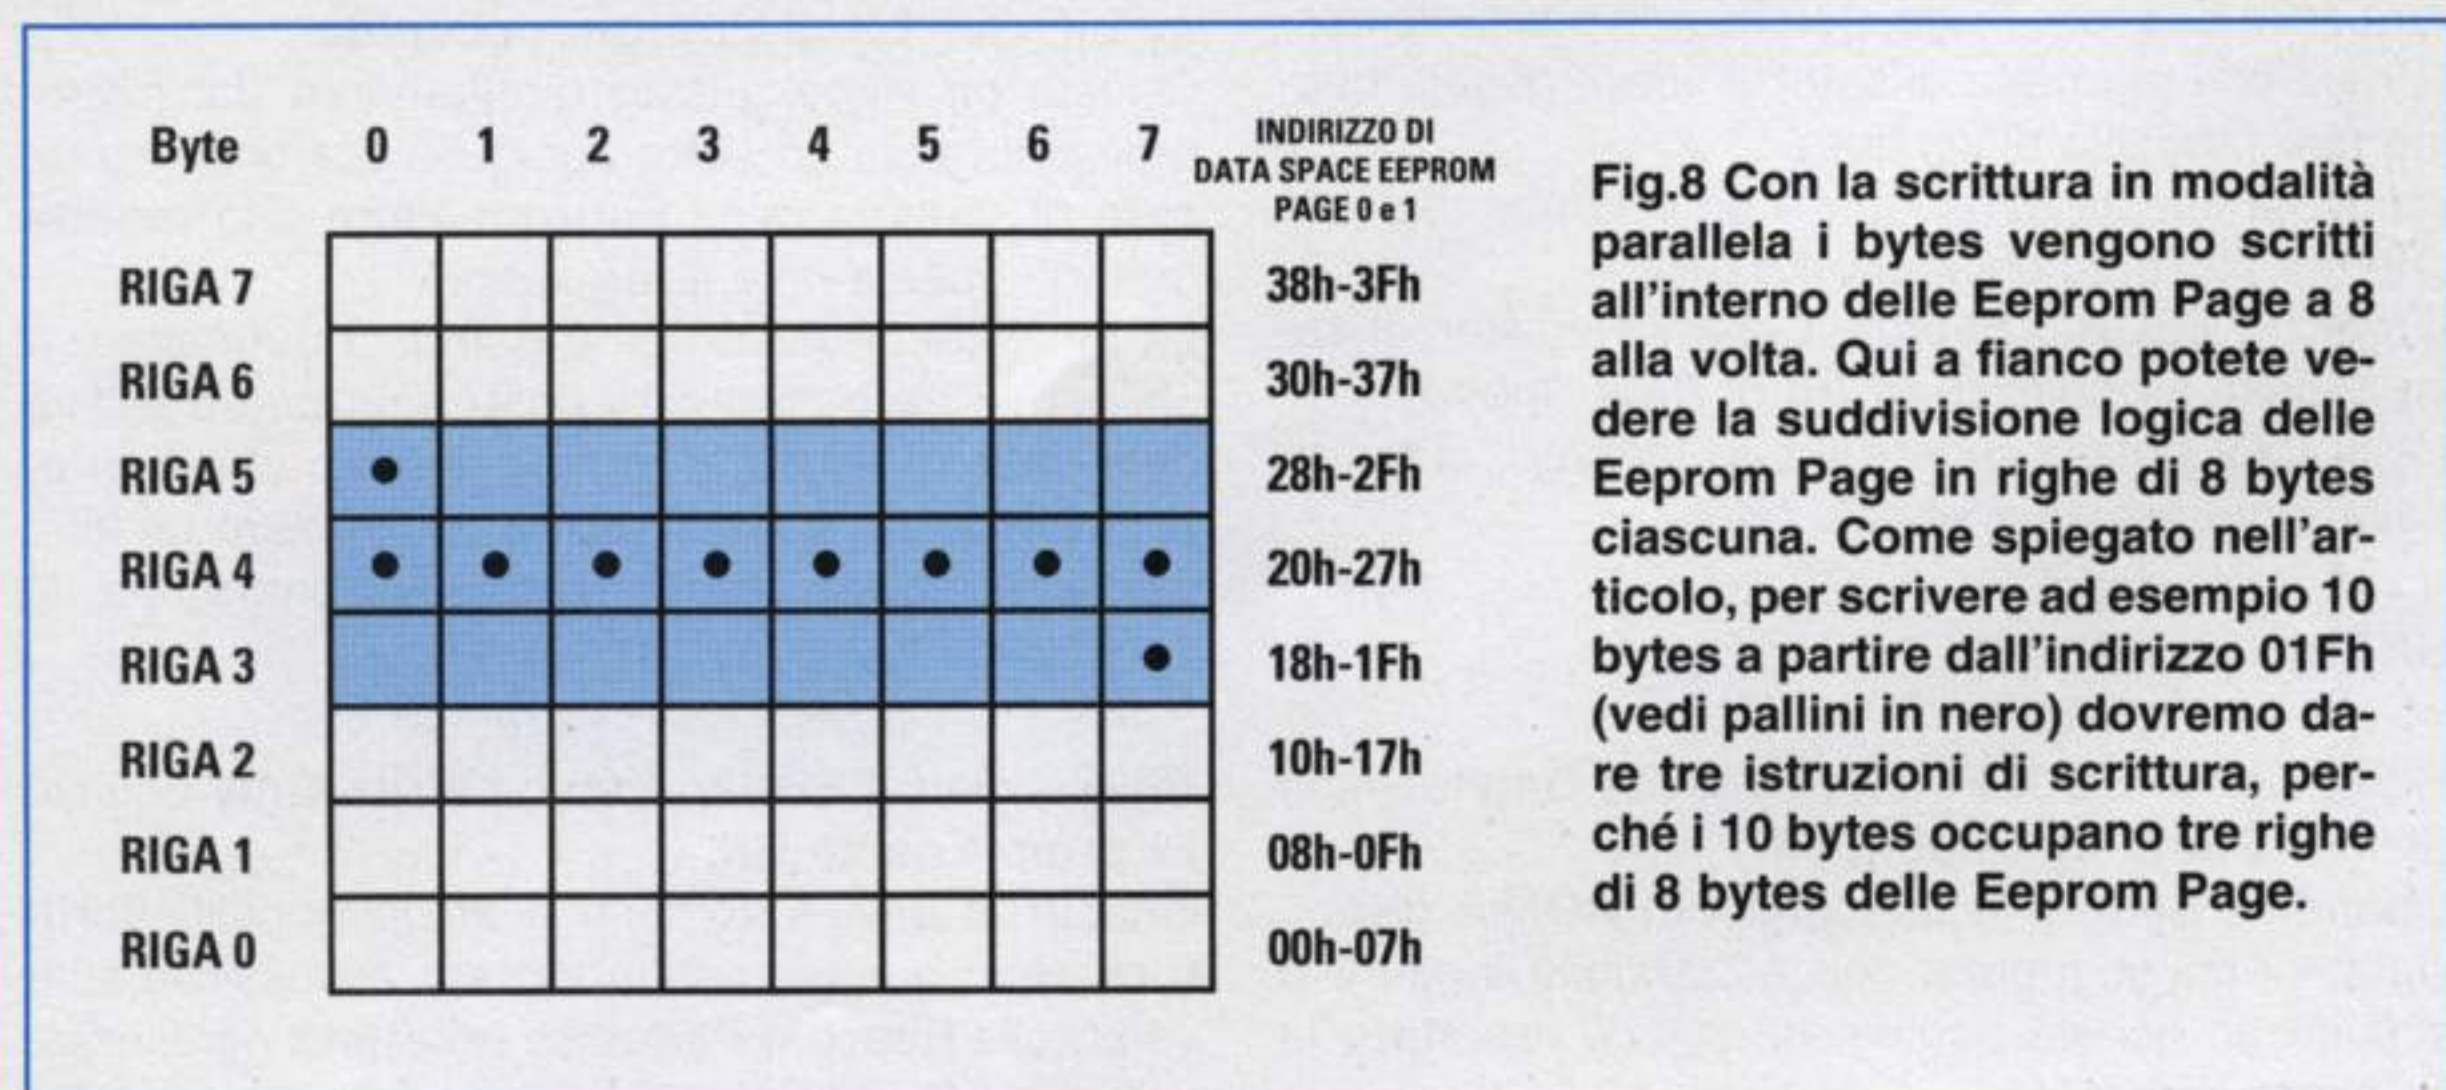 Byte 0 1 2 3 4 5 6 7
INDIRIZZO DI
DATA SPACE EEPROM
PAGE 0 e 1
RIGA 7 38h-3Fh
RIGA 6 30h-37h
RIGA 5 28h-2Fh
RIGA 4 20h-27h
RIGA 3 18h-1Fh
RIGA 2 10h-17h
RIGA 1 08h-0Fh
RIGA 0 00h-07h
Fig.8 Con la scrittura in modalità
parallela i bytes vengono scritti
all'interno delle Eeprom Page a 8
alla volta. Qui a fianco potete ve-
dere la suddivisione logica delle
Eeprom Page in righe di 8 bytes
ciascuna. Come spiegato nell'ar-
ticolo, per scrivere ad esempio 10
bytes a partire dall'indirizzo 01Fh
(vedi pallini in nero) dovremo da-
re tre istruzioni di scrittura, per-
ché i 10 bytes occupano tre righe
di 8 bytes delle Eeprom Page.